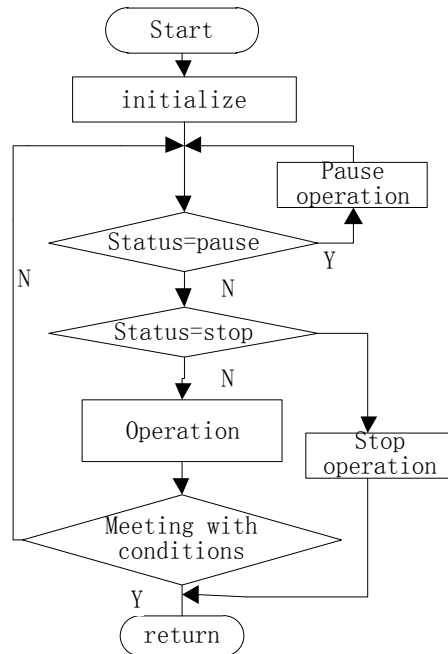 Start
initialize
Pause
operation
Status=pause
Y
N
N
Status=stop
N
Operation
Stop
operation
Meeting with
conditions
Y
return